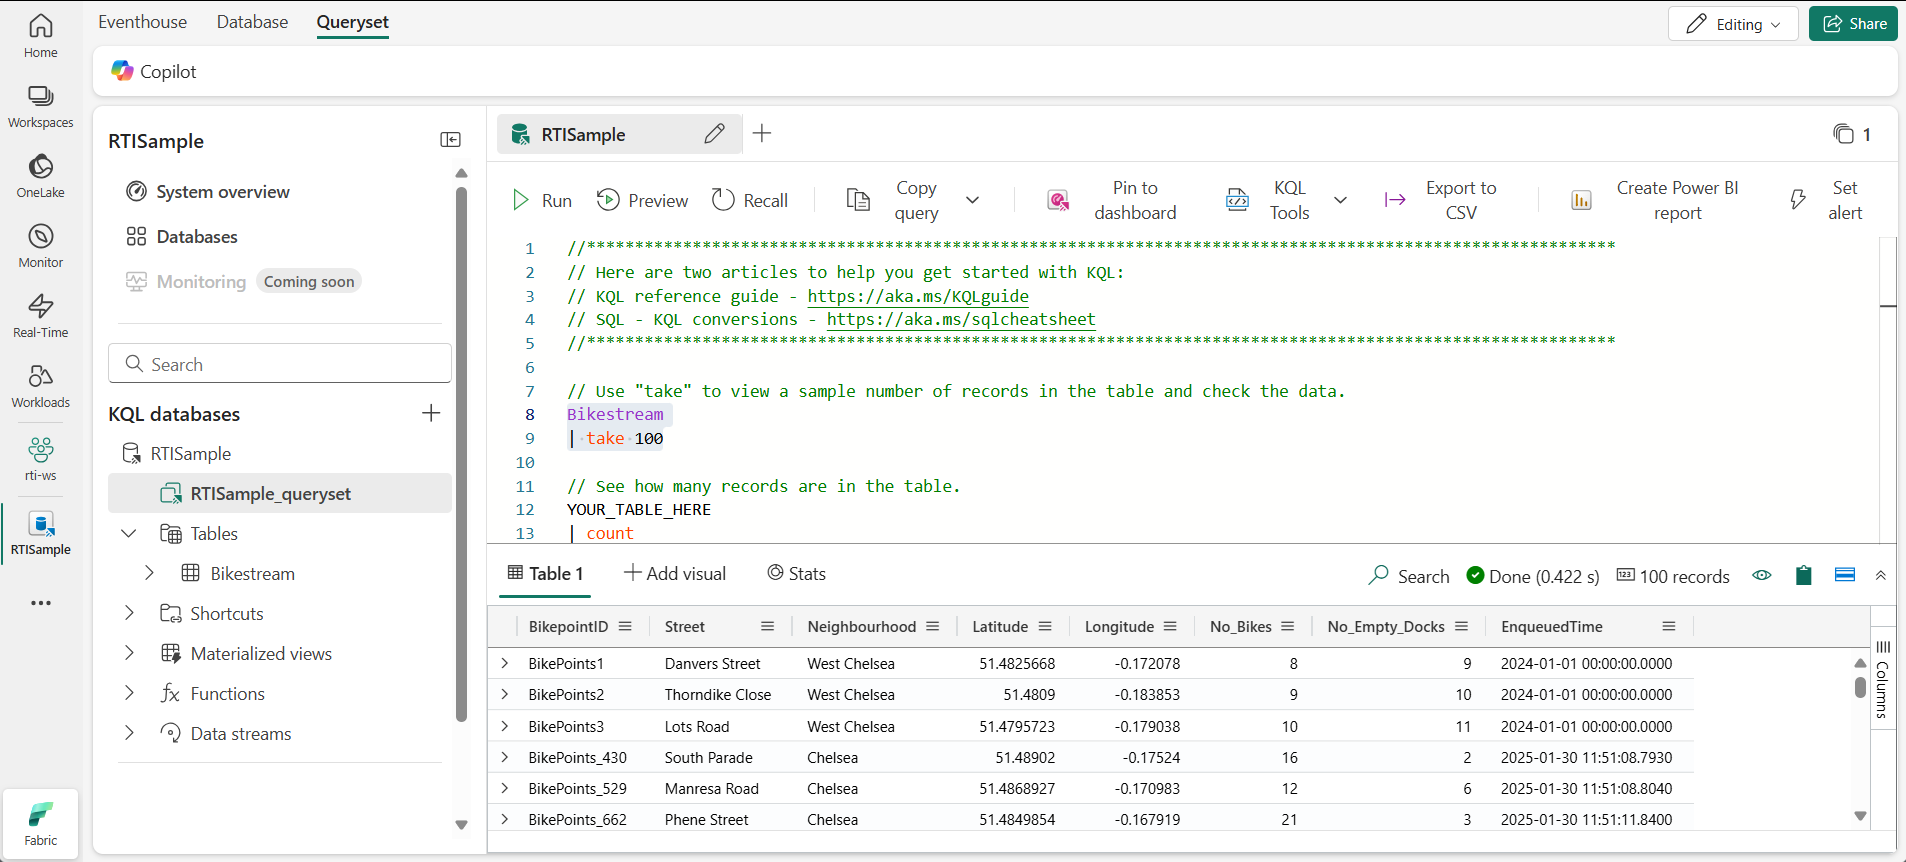 Eventhouse Database Queryset Editing Share
Home
Copilot
Workspaces
OneLake
Monitor
Real-Time
Workloads
rti-ws
RTISample
Fabric
RTISample
System overview
Databases
Monitoring Coming soon
Search
KQL databases
RTISample
RTISample_queryset
Tables
Bikestream
Shortcuts
Materialized views
Functions
Data streams
RTISample 1
Run Preview Recall Copy query Pin to dashboard KQL Tools Export to CSV Create Power BI report Set alert
1 //***********************************************************************************************************
2 // Here are two articles to help you get started with KQL:
3 // KQL reference guide - https://aka.ms/KQLguide
4 // SQL - KQL conversions - https://aka.ms/sqlcheatsheet
5 //***********************************************************************************************************
6
7 // Use "take" to view a sample number of records in the table and check the data.
8 Bikestream
9 | take 100
10
11 // See how many records are in the table.
12 YOUR_TABLE_HERE
13 | count
Table 1 Add visual Stats Search Done (0.422 s) 123 100 records
BikepointID Street Neighbourhood Latitude Longitude No_Bikes No_Empty_Docks EnqueuedTime
BikePoints1 Danvers Street West Chelsea 51.4825668 -0.172078 8 9 2024-01-01 00:00:00.0000
BikePoints2 Thorndike Close West Chelsea 51.4809 -0.183853 9 10 2024-01-01 00:00:00.0000
BikePoints3 Lots Road West Chelsea 51.4795723 -0.179038 10 11 2024-01-01 00:00:00.0000
BikePoints_430 South Parade Chelsea 51.48902 -0.17524 16 2 2025-01-30 11:51:08.7930
BikePoints_529 Manresa Road Chelsea 51.4868927 -0.170983 12 6 2025-01-30 11:51:08.8040
BikePoints_662 Phene Street Chelsea 51.4849854 -0.167919 21 3 2025-01-30 11:51:11.8400
Columns